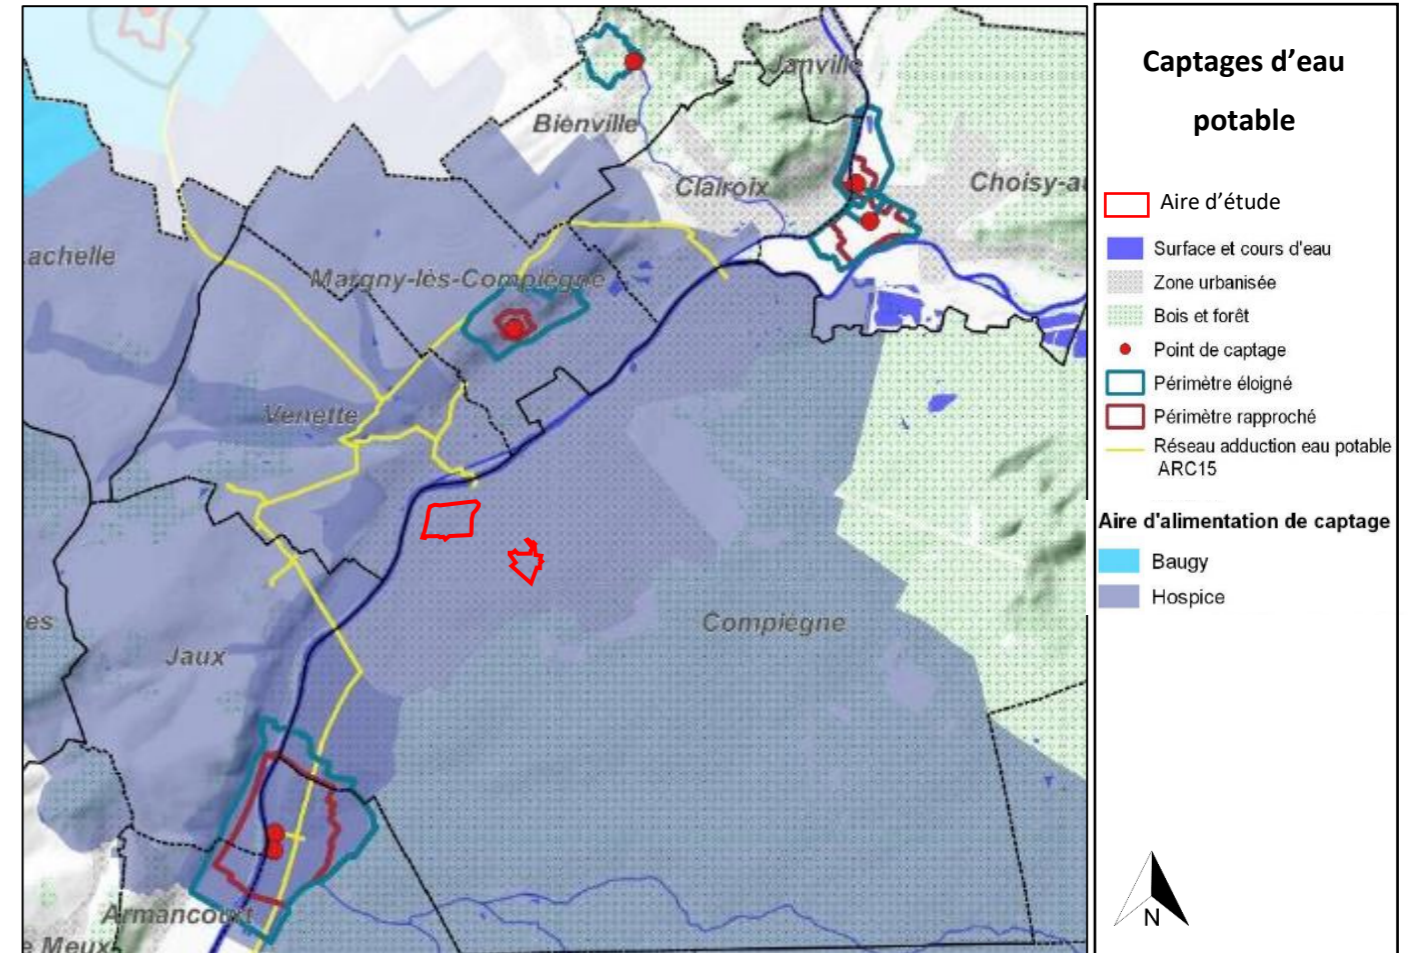 Janville
Bienville
Clairoix
Choisy-au
achelle
Margny-lès-Compiègne
Venette
es
Compiègne
Jaux
Armancourt
e Meux
Captages d'eau
potable
Aire d'étude
Surface et cours d'eau
Zone urbanisée
Bois et forêt
Point de captage
Périmètre éloigné
Périmètre rapproché
Réseau adduction eau potable
ARC15
Aire d'alimentation de captage
Baugy
Hospice
N